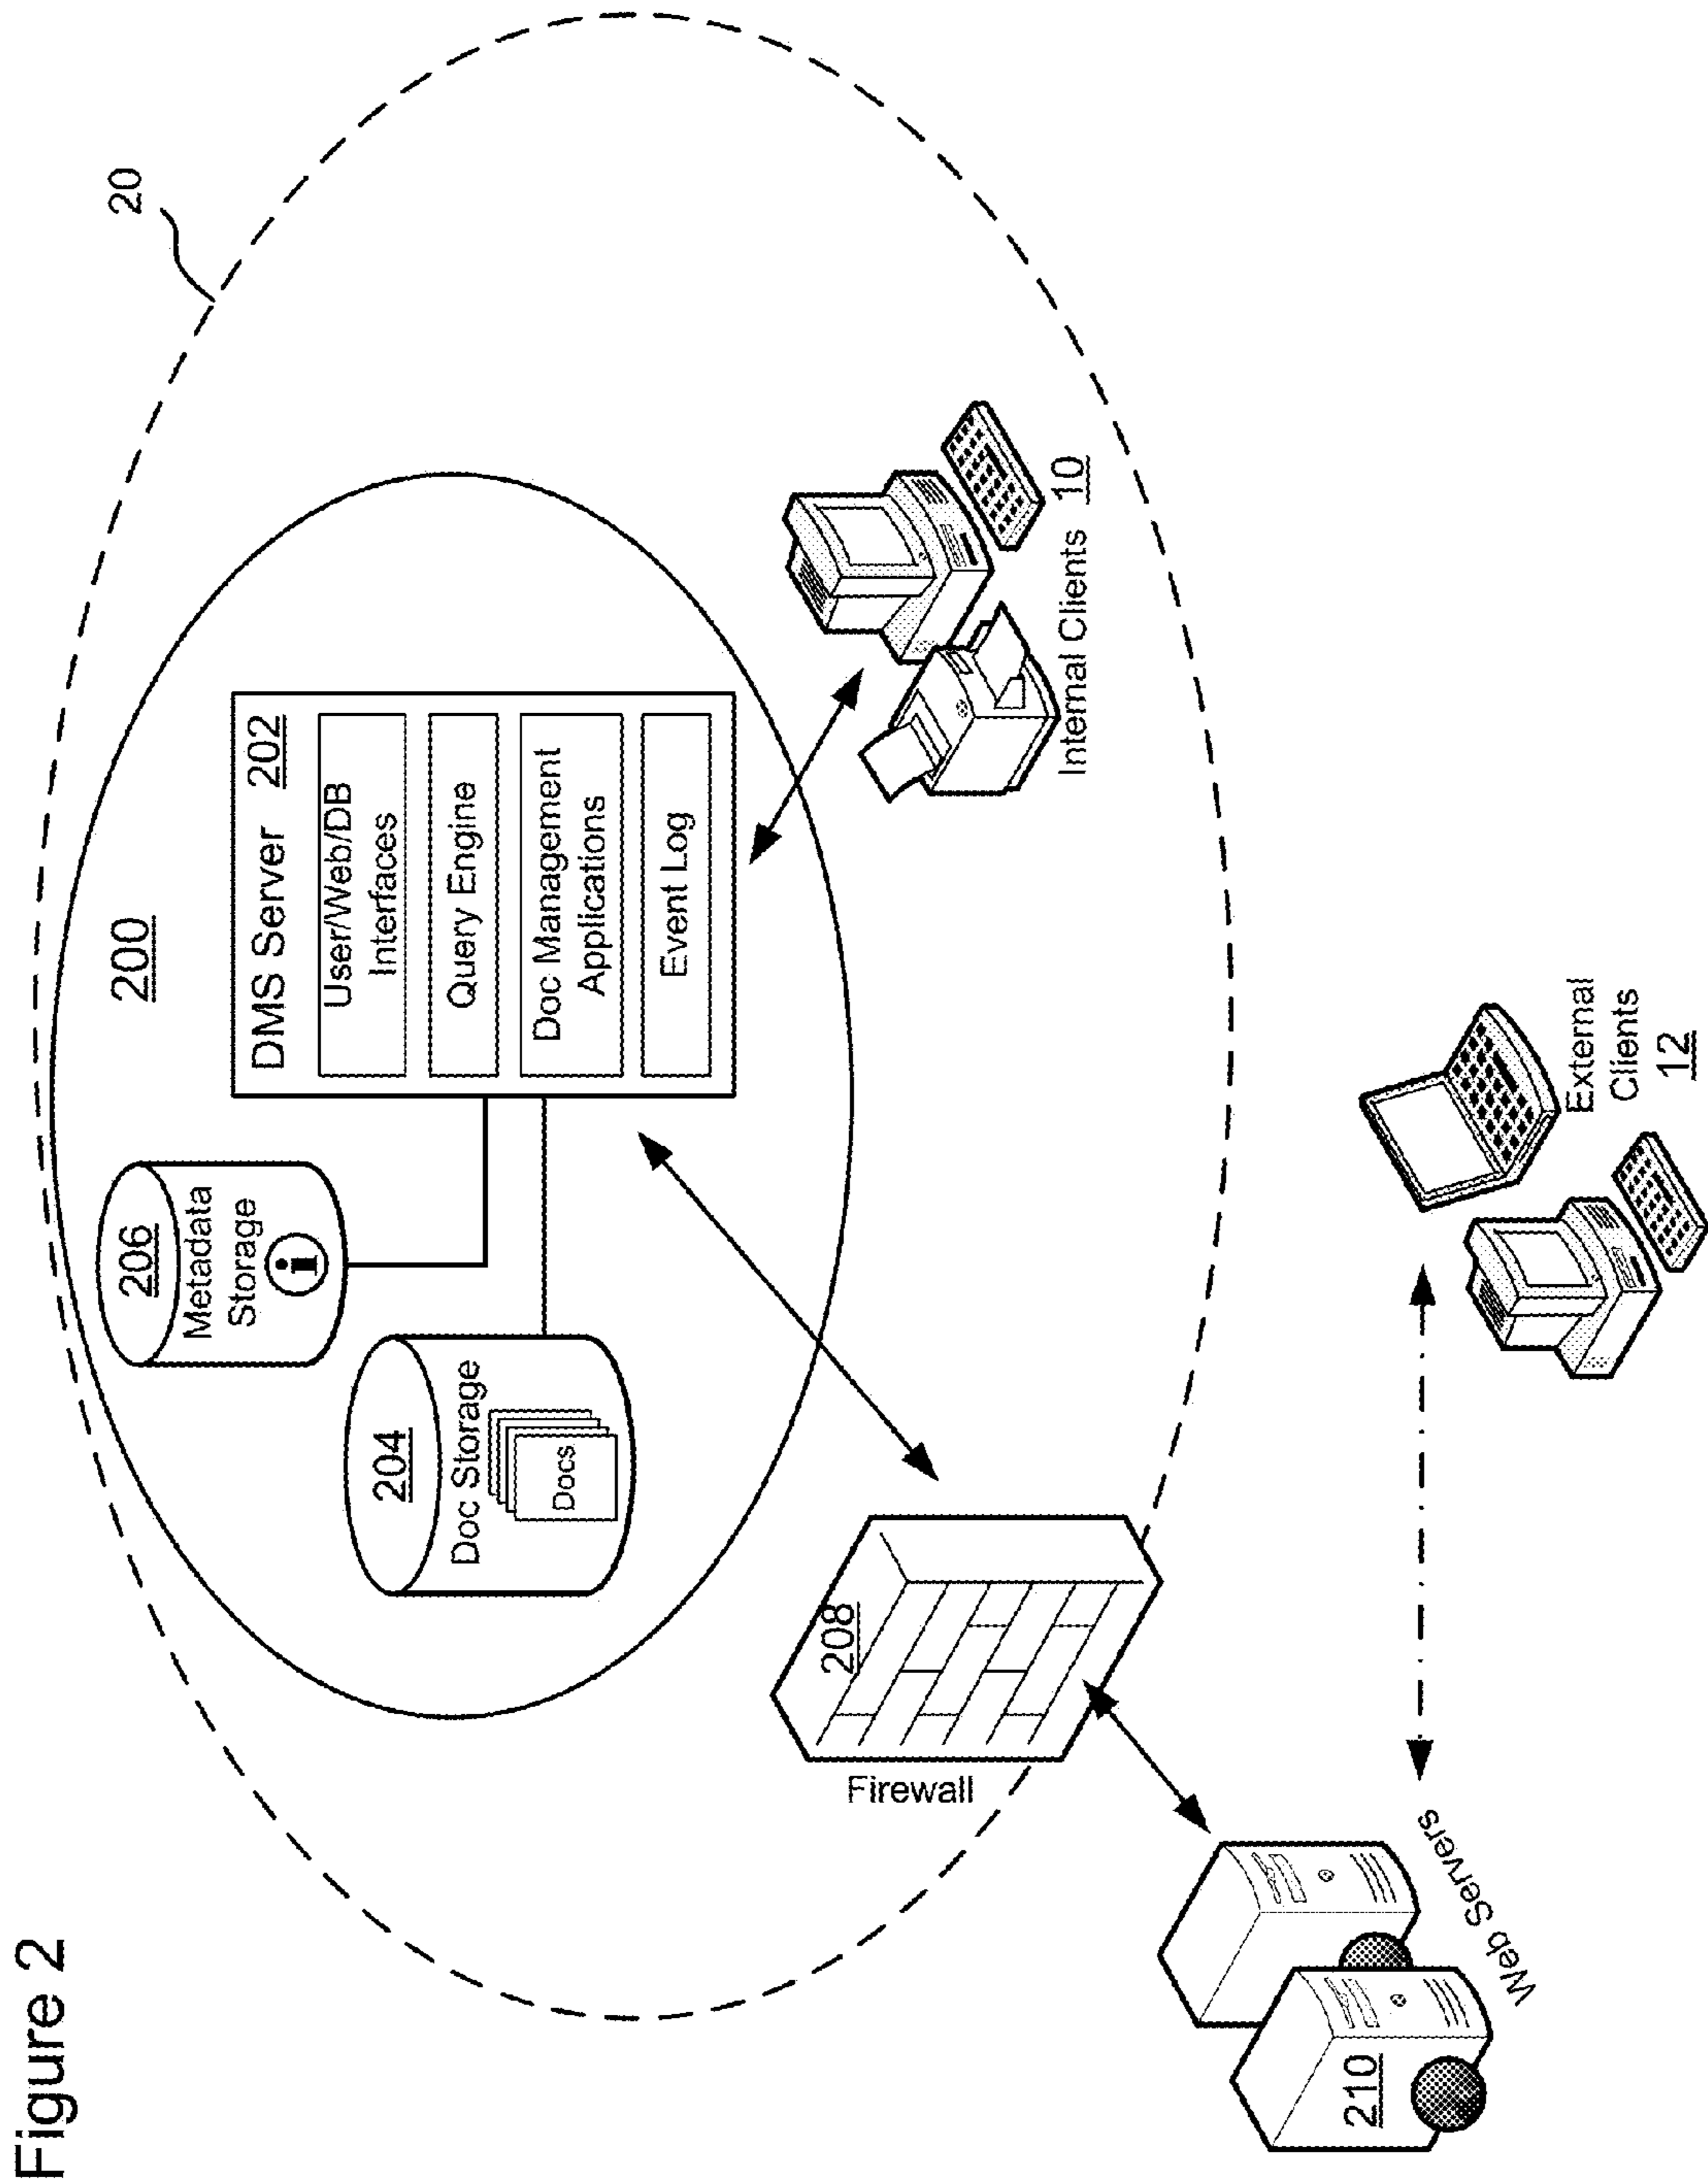 Figure 2
20
200
206
Metadata
Storage
i
204
Doc Storage
Docs
DMS Server 202
User/Web/DB
Interfaces
Query Engine
Doc Management
Applications
Event Log
208
Firewall
Internal Clients 10
210
Web Servers
External
Clients
12